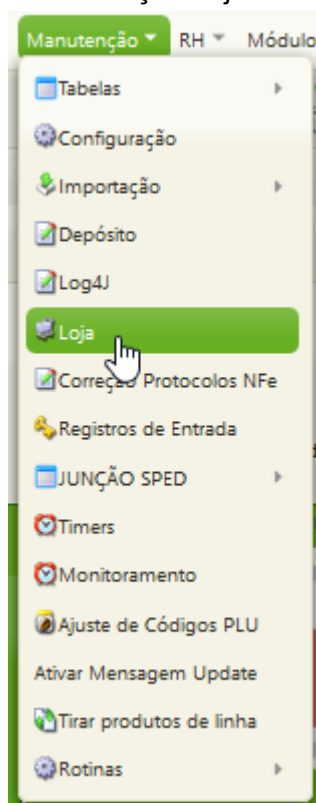 Manutenção RH Módulo
Tabelas
Configuração
Importação
Depósito
Log4J
Loja
Correção Protocolos NFe
Registros de Entrada
JUNÇÃO SPED
Timers
Monitoramento
Ajuste de Códigos PLU
Ativar Mensagem Update
Tirar produtos de linha
Rotinas